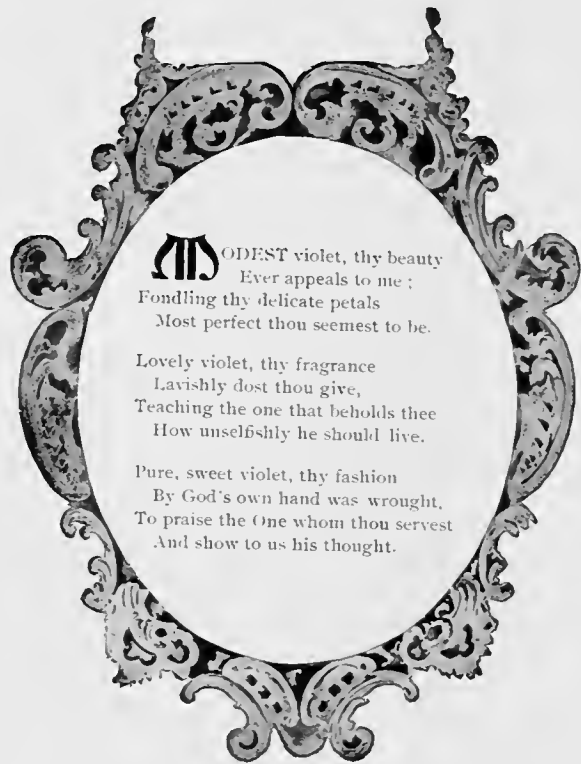 MODEST violet, thy beauty
Ever appeals to me ;
Fondling thy delicate petals
Most perfect thou seemest to be.

Lovely violet, thy fragrance
Lavishly dost thou give,
Teaching the one that beholds thee
How unselfishly he should live.

Pure, sweet violet, thy fashion
By God's own hand was wrought,
To praise the One whom thou servest
And show to us his thought.